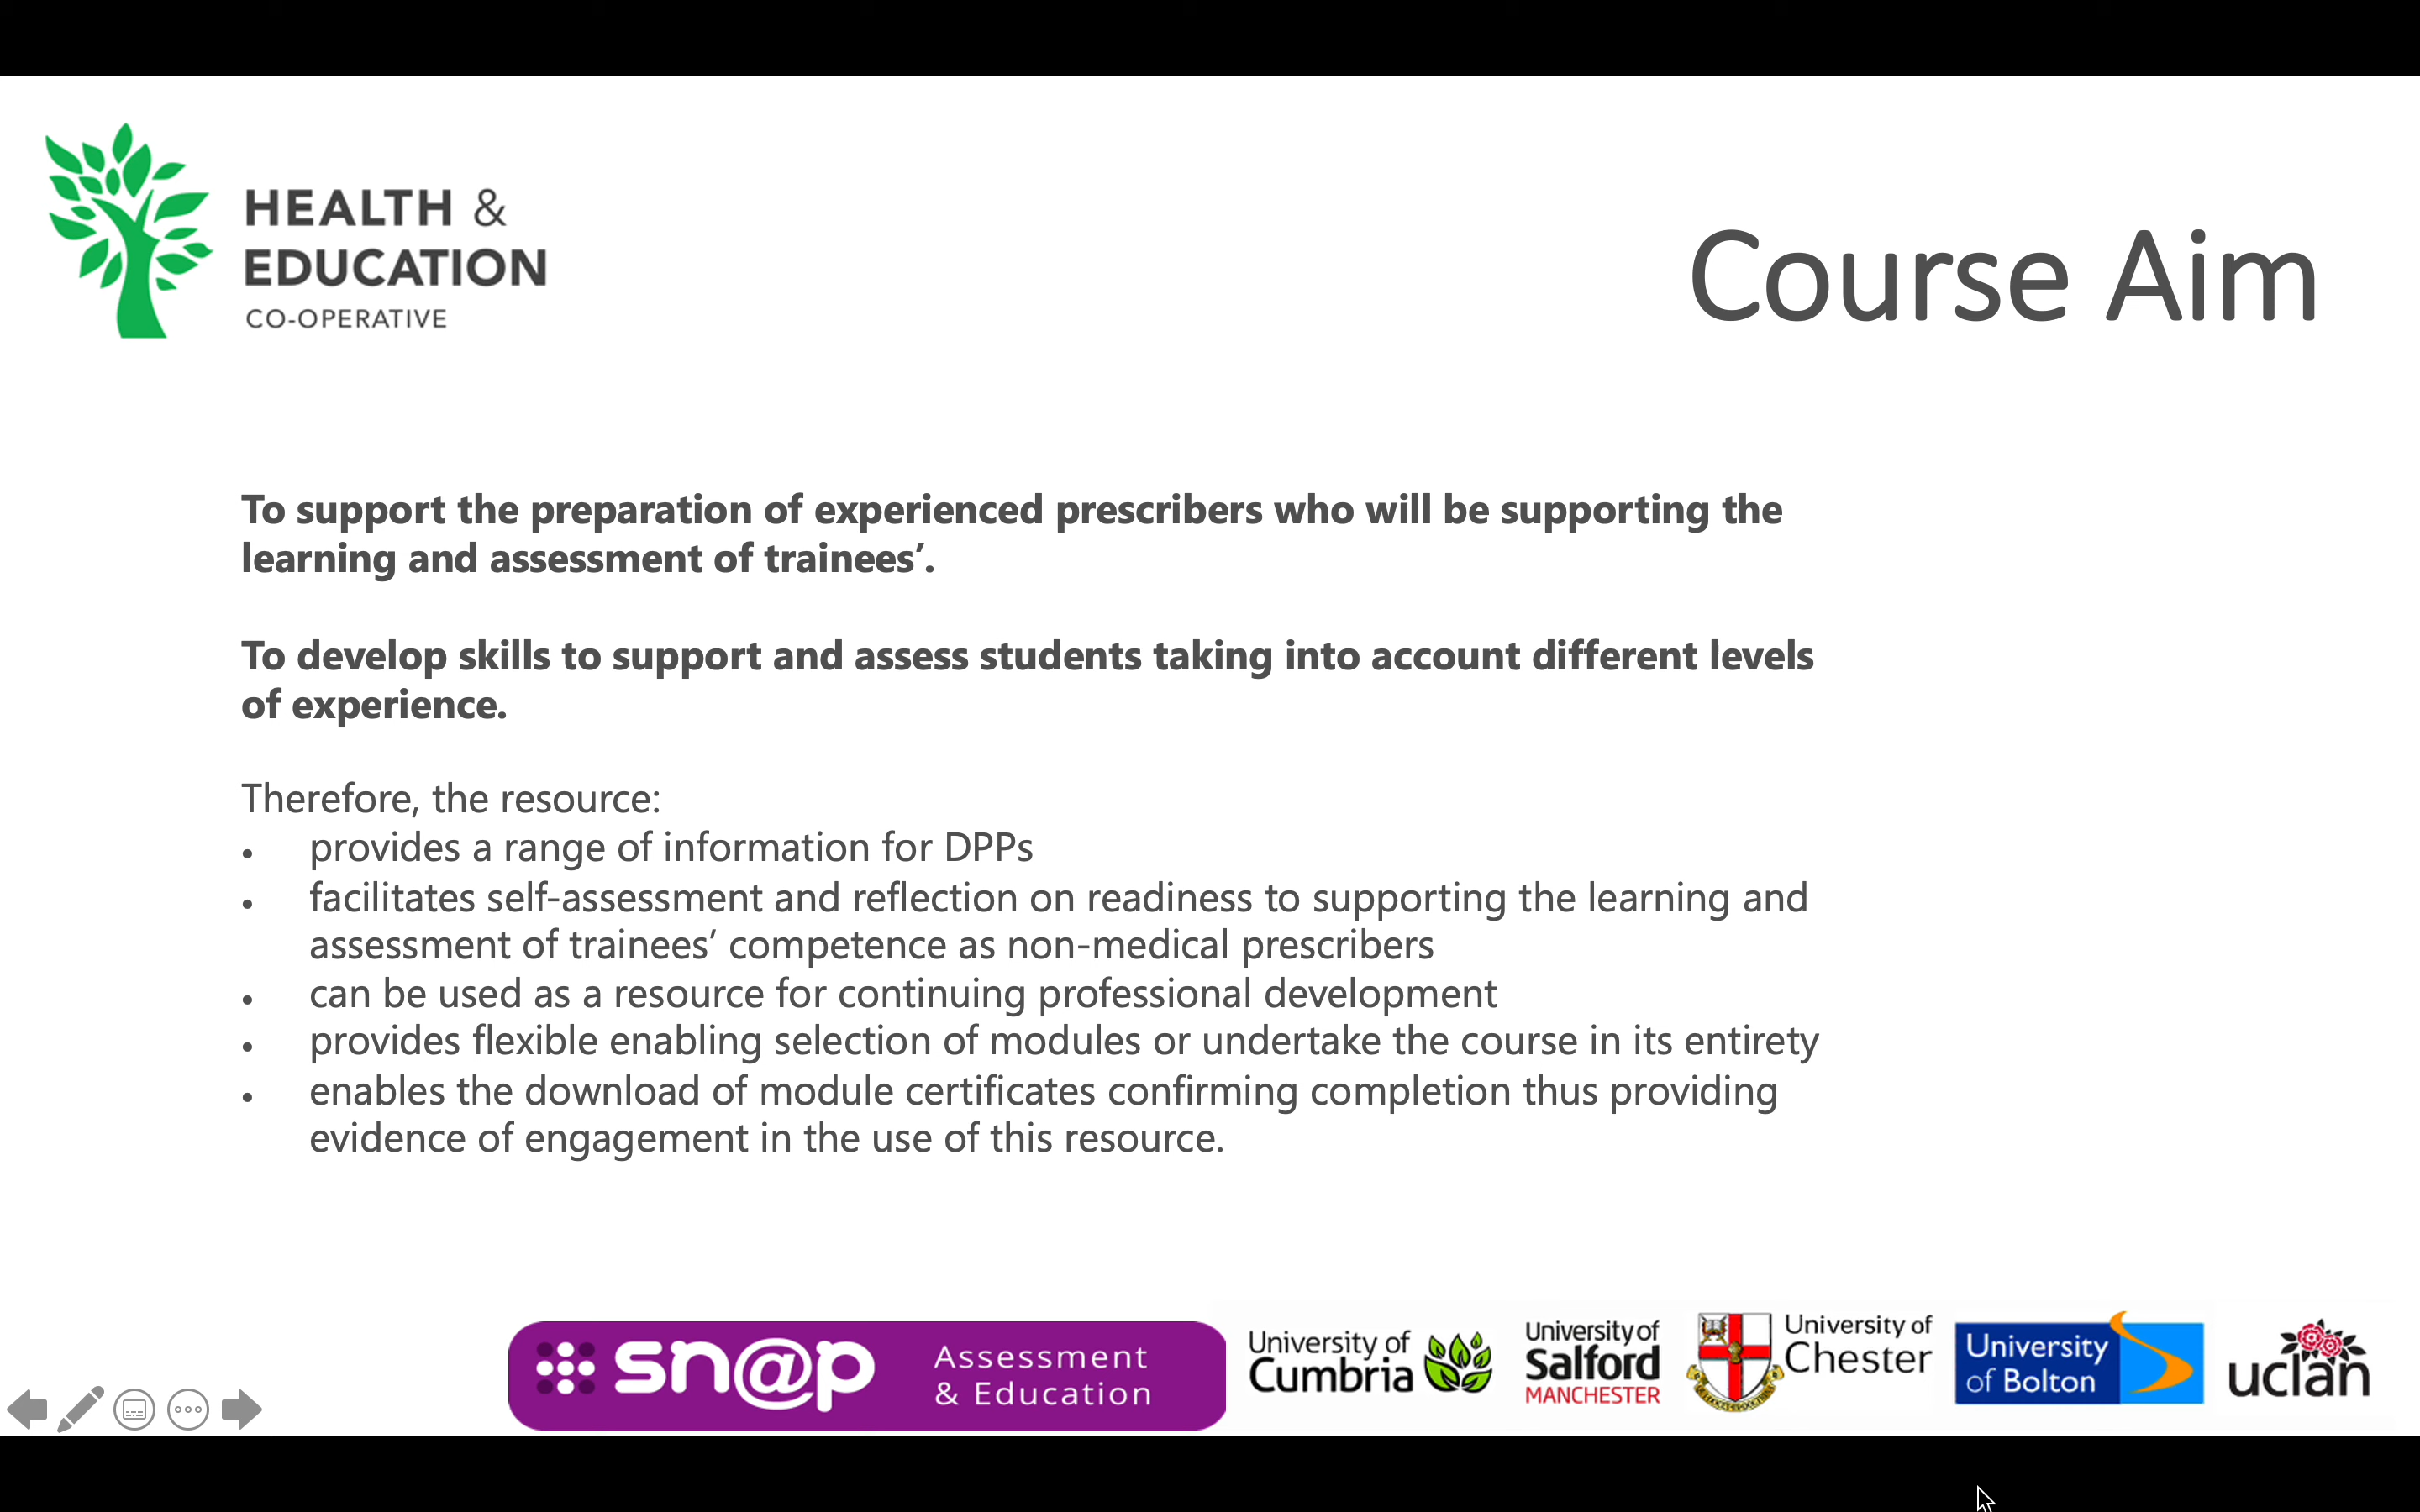 HEALTH &
EDUCATION
CO-OPERATIVE
Course Aim
To support the preparation of experienced prescribers who will be supporting the
learning and assessment of trainees’.
To develop skills to support and assess students taking into account different levels
of experience.
Therefore, the resource:
• provides a range of information for DPPs
• facilitates self-assessment and reflection on readiness to supporting the learning and
assessment of trainees’ competence as non-medical prescribers
• can be used as a resource for continuing professional development
• provides flexible enabling selection of modules or undertake the course in its entirety
• enables the download of module certificates confirming completion thus providing
evidence of engagement in the use of this resource.
sn@p
Assessment
& Education
University of
Cumbria
University of
Salford
MANCHESTER
University of
Chester
University
of Bolton
uclan